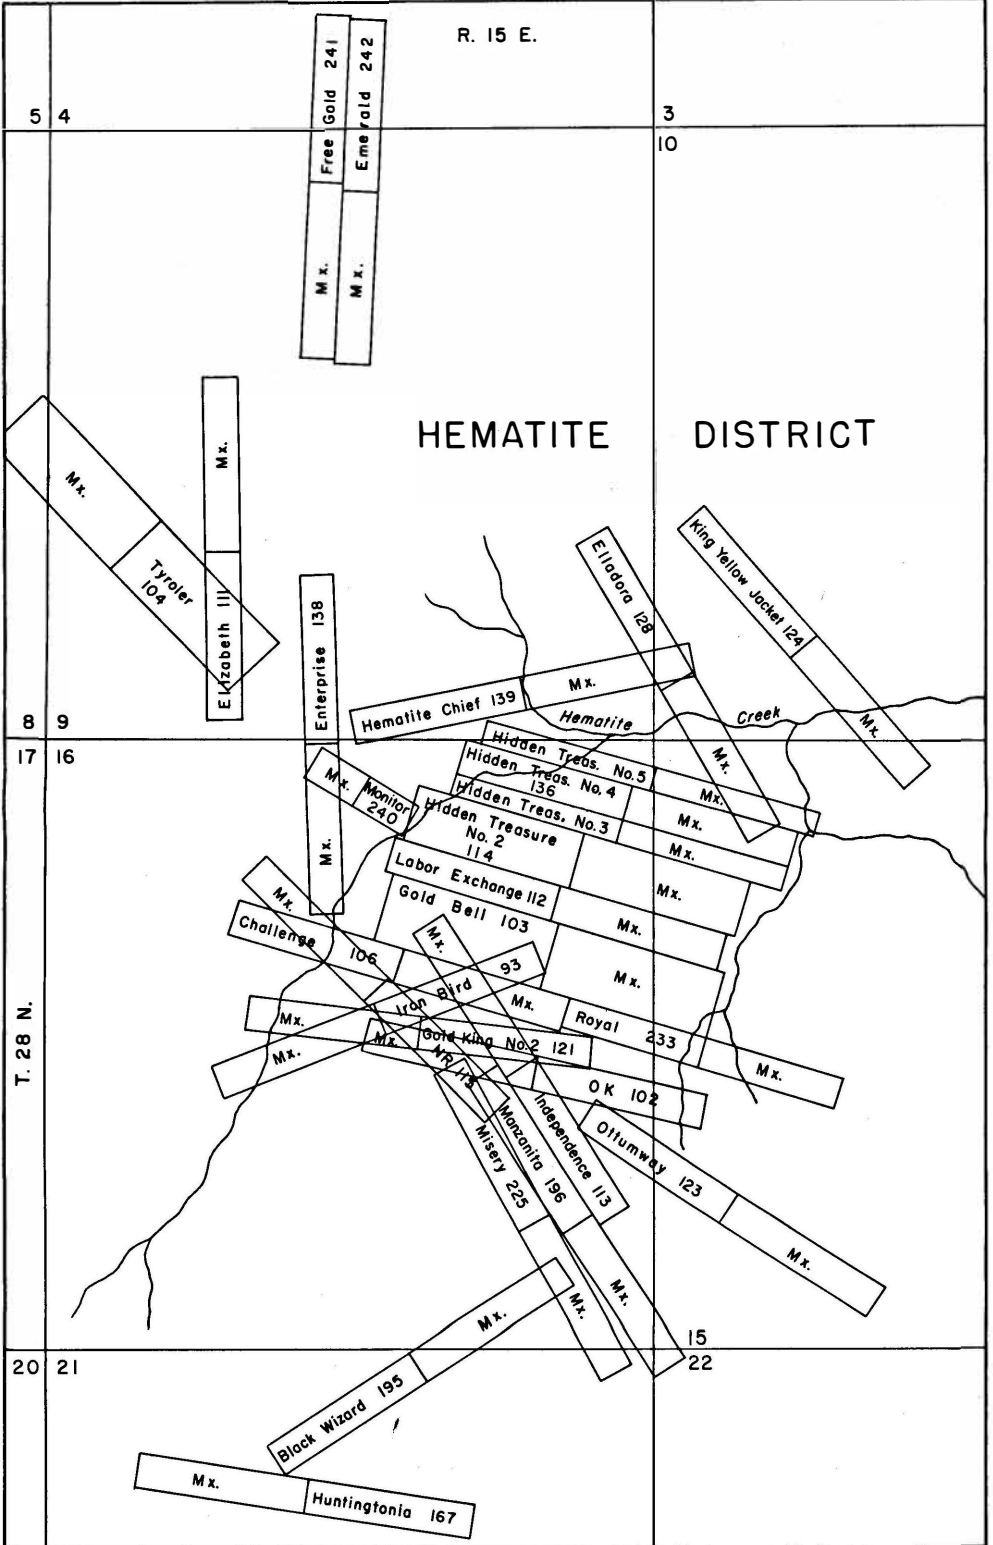 R. 15 E.
Free Gold 241
Emerald 242
5 4
3
10
Mx.
Mx.
HEMATITE DISTRICT
Mx.
Mx.
Tyroler
104
Elizabeth 111
Enterprise 138
Elladora 128
King Yellow Jacket 124
Mx.
Hematite Chief 139
Mx.
Hematite Creek
Mx.
8 9
17 16
Mx.
Monitor
240
Mx.
Hidden Treas. No. 5
Mx.
Hidden Treas. No. 4
136
Mx.
Hidden Treas. No. 3
Mx.
Hidden Treasure
No. 2
114
Mx.
Labor Exchange 112
Mx.
Gold Bell 103
Mx.
Mx.
Challenge 106
Mx.
Mx.
Iron Bird 93
Mx.
Royal 233
Mx.
Mx.
Mx.
Gold King No. 2 121
OK 102
NR 115
T. 28 N.
Misery 225
Manzanita 196
Independence 113
Ottumway 123
Mx.
Mx.
Mx.
Mx.
15
22
20 21
Black Wizard 195
Mx.
Huntingtonia 167